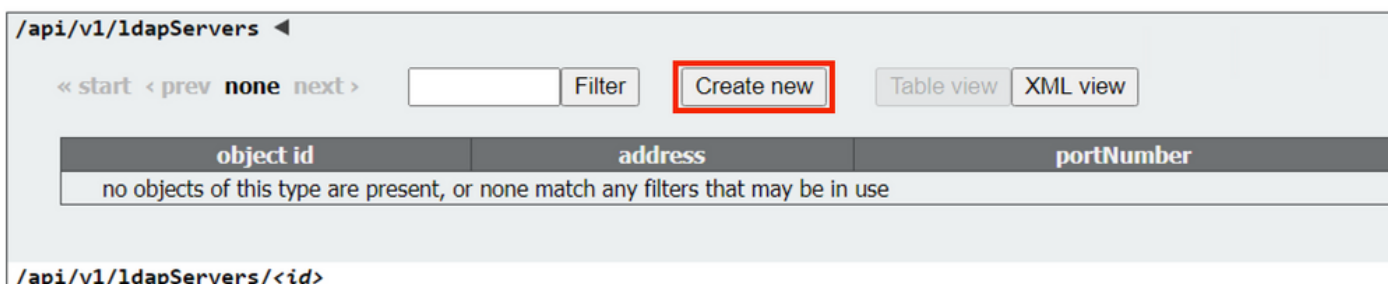 /api/v1/ldapServers ◄
« start ‹ prev none next › Filter Create new Table view XML view
object id address portNumber
no objects of this type are present, or none match any filters that may be in use
/api/v1/ldapServers/<id>